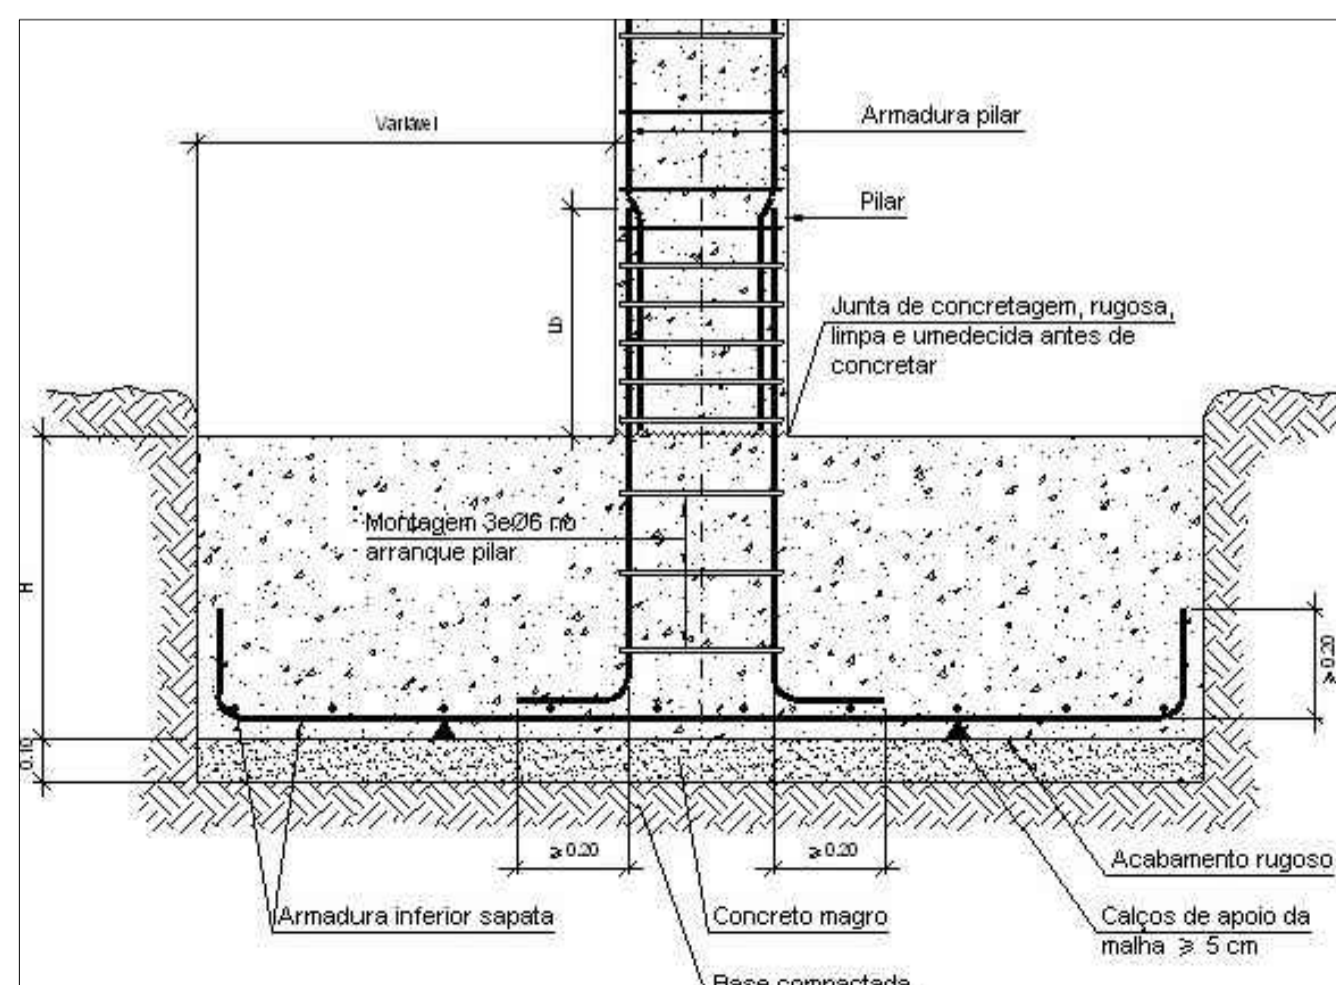 Variável
Armadura pilar
Pilar
Lb
Junta de concretagem, rugosa,
limpa e umedecida antes de
concretar
Montagem 3eØ6 no
arranque pilar
H
≥ 0.20
0.10
≥ 0.20
≥ 0.20
Acabamento rugoso
Armadura inferior sapata
Concreto magro
Calços de apoio da
malha ≥ 5 cm
Base compactada